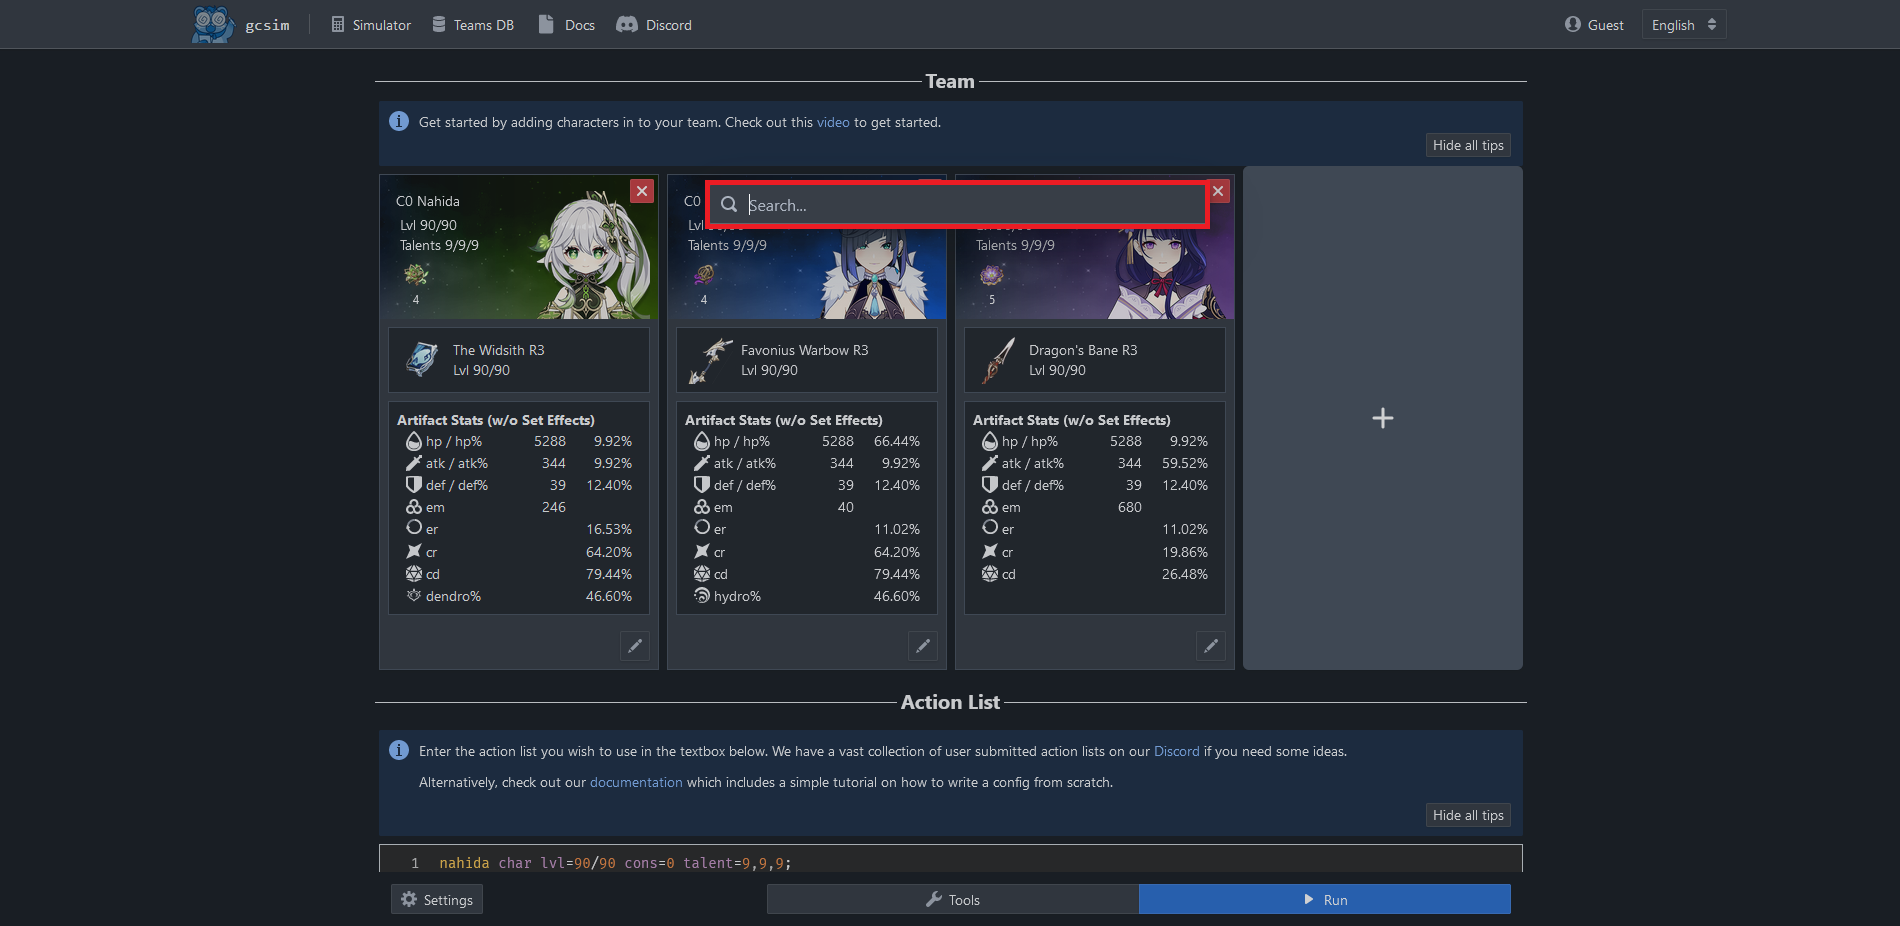 gcsim Simulator Teams DB Docs Discord Guest English
Team
Get started by adding characters in to your team. Check out this video to get started.
Hide all tips
C0 Nahida
Lvl 90/90
Talents 9/9/9
4
C0
Talents 9/9/9
4
Search...
Talents 9/9/9
5
The Widsith R3
Lvl 90/90
Favonius Warbow R3
Lvl 90/90
Dragon's Bane R3
Lvl 90/90
Artifact Stats (w/o Set Effects)
hp / hp% 5288 9.92%
atk / atk% 344 9.92%
def / def% 39 12.40%
em 246
er 16.53%
cr 64.20%
cd 79.44%
dendro% 46.60%
Artifact Stats (w/o Set Effects)
hp / hp% 5288 66.44%
atk / atk% 344 9.92%
def / def% 39 12.40%
em 40
er 11.02%
cr 64.20%
cd 79.44%
hydro% 46.60%
Artifact Stats (w/o Set Effects)
hp / hp% 5288 9.92%
atk / atk% 344 59.52%
def / def% 39 12.40%
em 680
er 11.02%
cr 19.86%
cd 26.48%
Action List
Enter the action list you wish to use in the textbox below. We have a vast collection of user submitted action lists on our Discord if you need some ideas.
Alternatively, check out our documentation which includes a simple tutorial on how to write a config from scratch.
Hide all tips
1 nahida char lvl=90/90 cons=0 talent=9,9,9;
Settings Tools Run